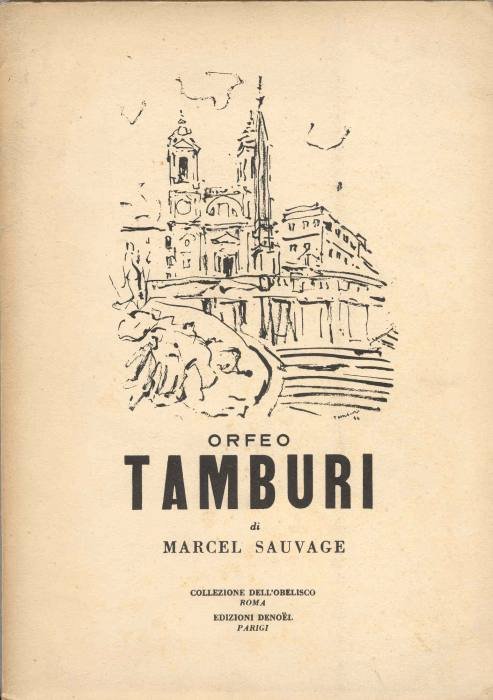 ORFEO
TAMBURI
di
MARCEL SAUVAGE
COLLEZIONE DELL'OBELISCO
ROMA
EDIZIONI DENOËL
PARIGI